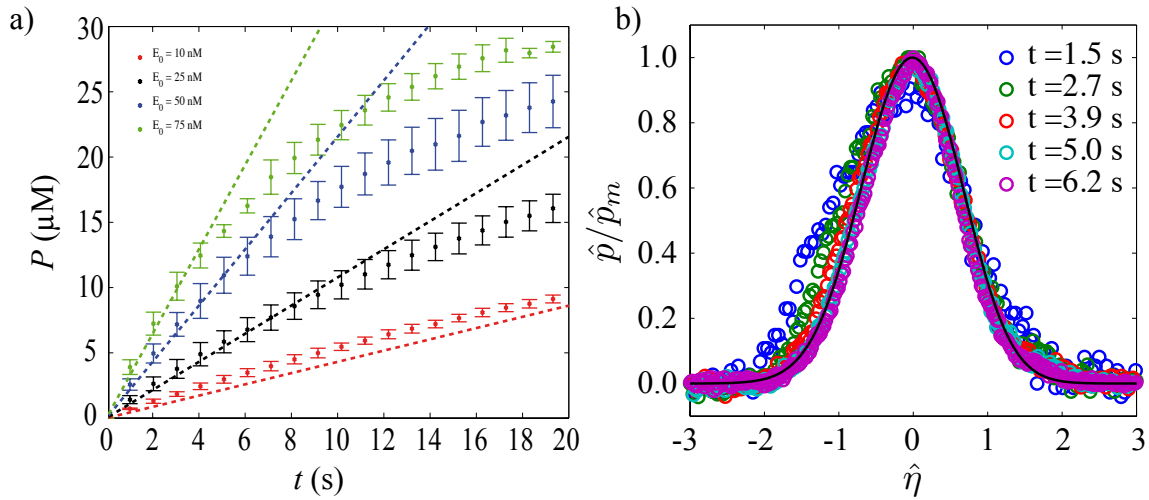 a)
30
25
20
15
10
5
0
P (µM)
E0 = 10 nM
E0 = 25 nM
E0 = 50 nM
E0 = 75 nM
0 2 4 6 8 10 12 14 16 18 20
t (s)
b)
1.0
0.8
0.6
0.4
0.2
0.0
p̂/p̂m
t =1.5 s
t =2.7 s
t =3.9 s
t =5.0 s
t =6.2 s
-3 -2 -1 0 1 2 3
η̂